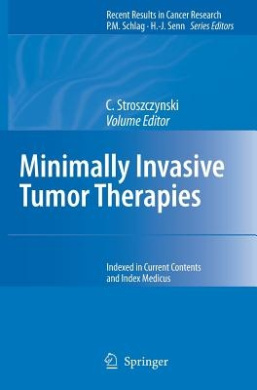 Recent Results in Cancer Research
P.M. Schlag · H.-J. Senn Series Editors
C. Stroszczynski
Volume Editor
Minimally Invasive
Tumor Therapies
Indexed in Current Contents
and Index Medicus
Springer